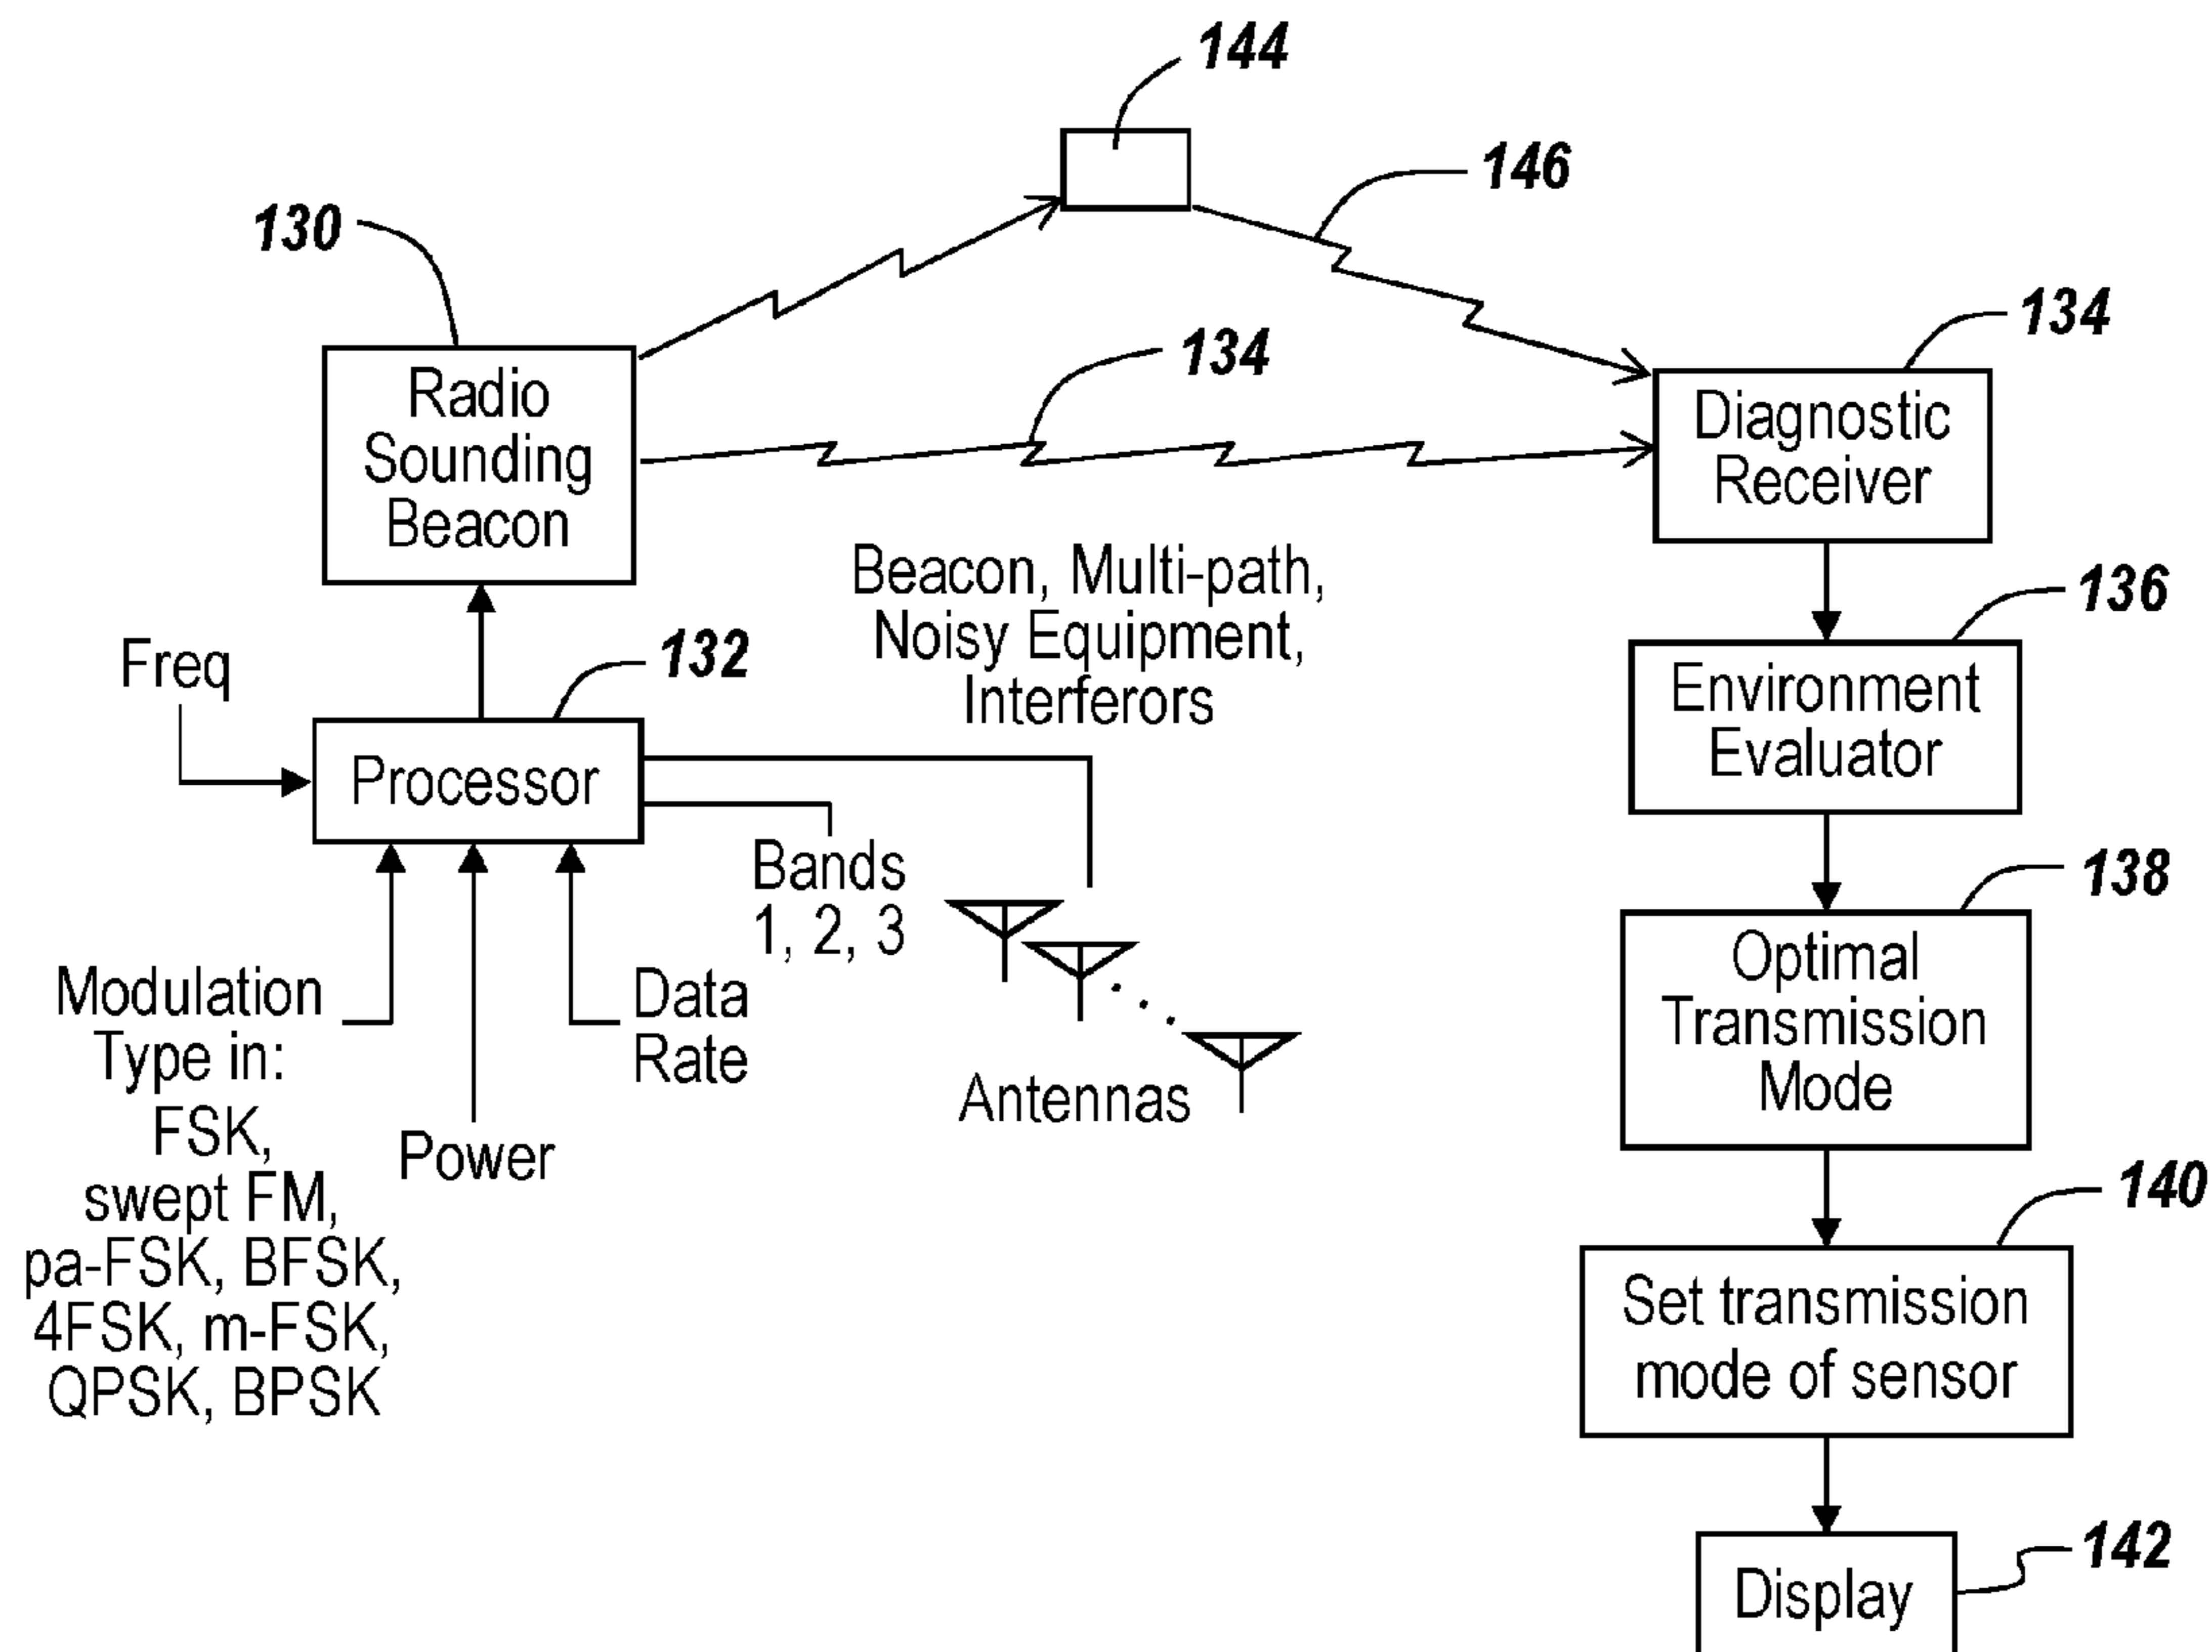 144
146
130
134
134
Radio
Sounding
Beacon
Diagnostic
Receiver
Beacon, Multi-path,
Noisy Equipment,
Interferors
136
Freq
132
Environment
Evaluator
Processor
Bands
1, 2, 3
138
Optimal
Transmission
Mode
Modulation
Type in:
FSK,
swept FM,
pa-FSK, BFSK,
4FSK, m-FSK,
QPSK, BPSK
Power
Data
Rate
Antennas
140
Set transmission
mode of sensor
142
Display